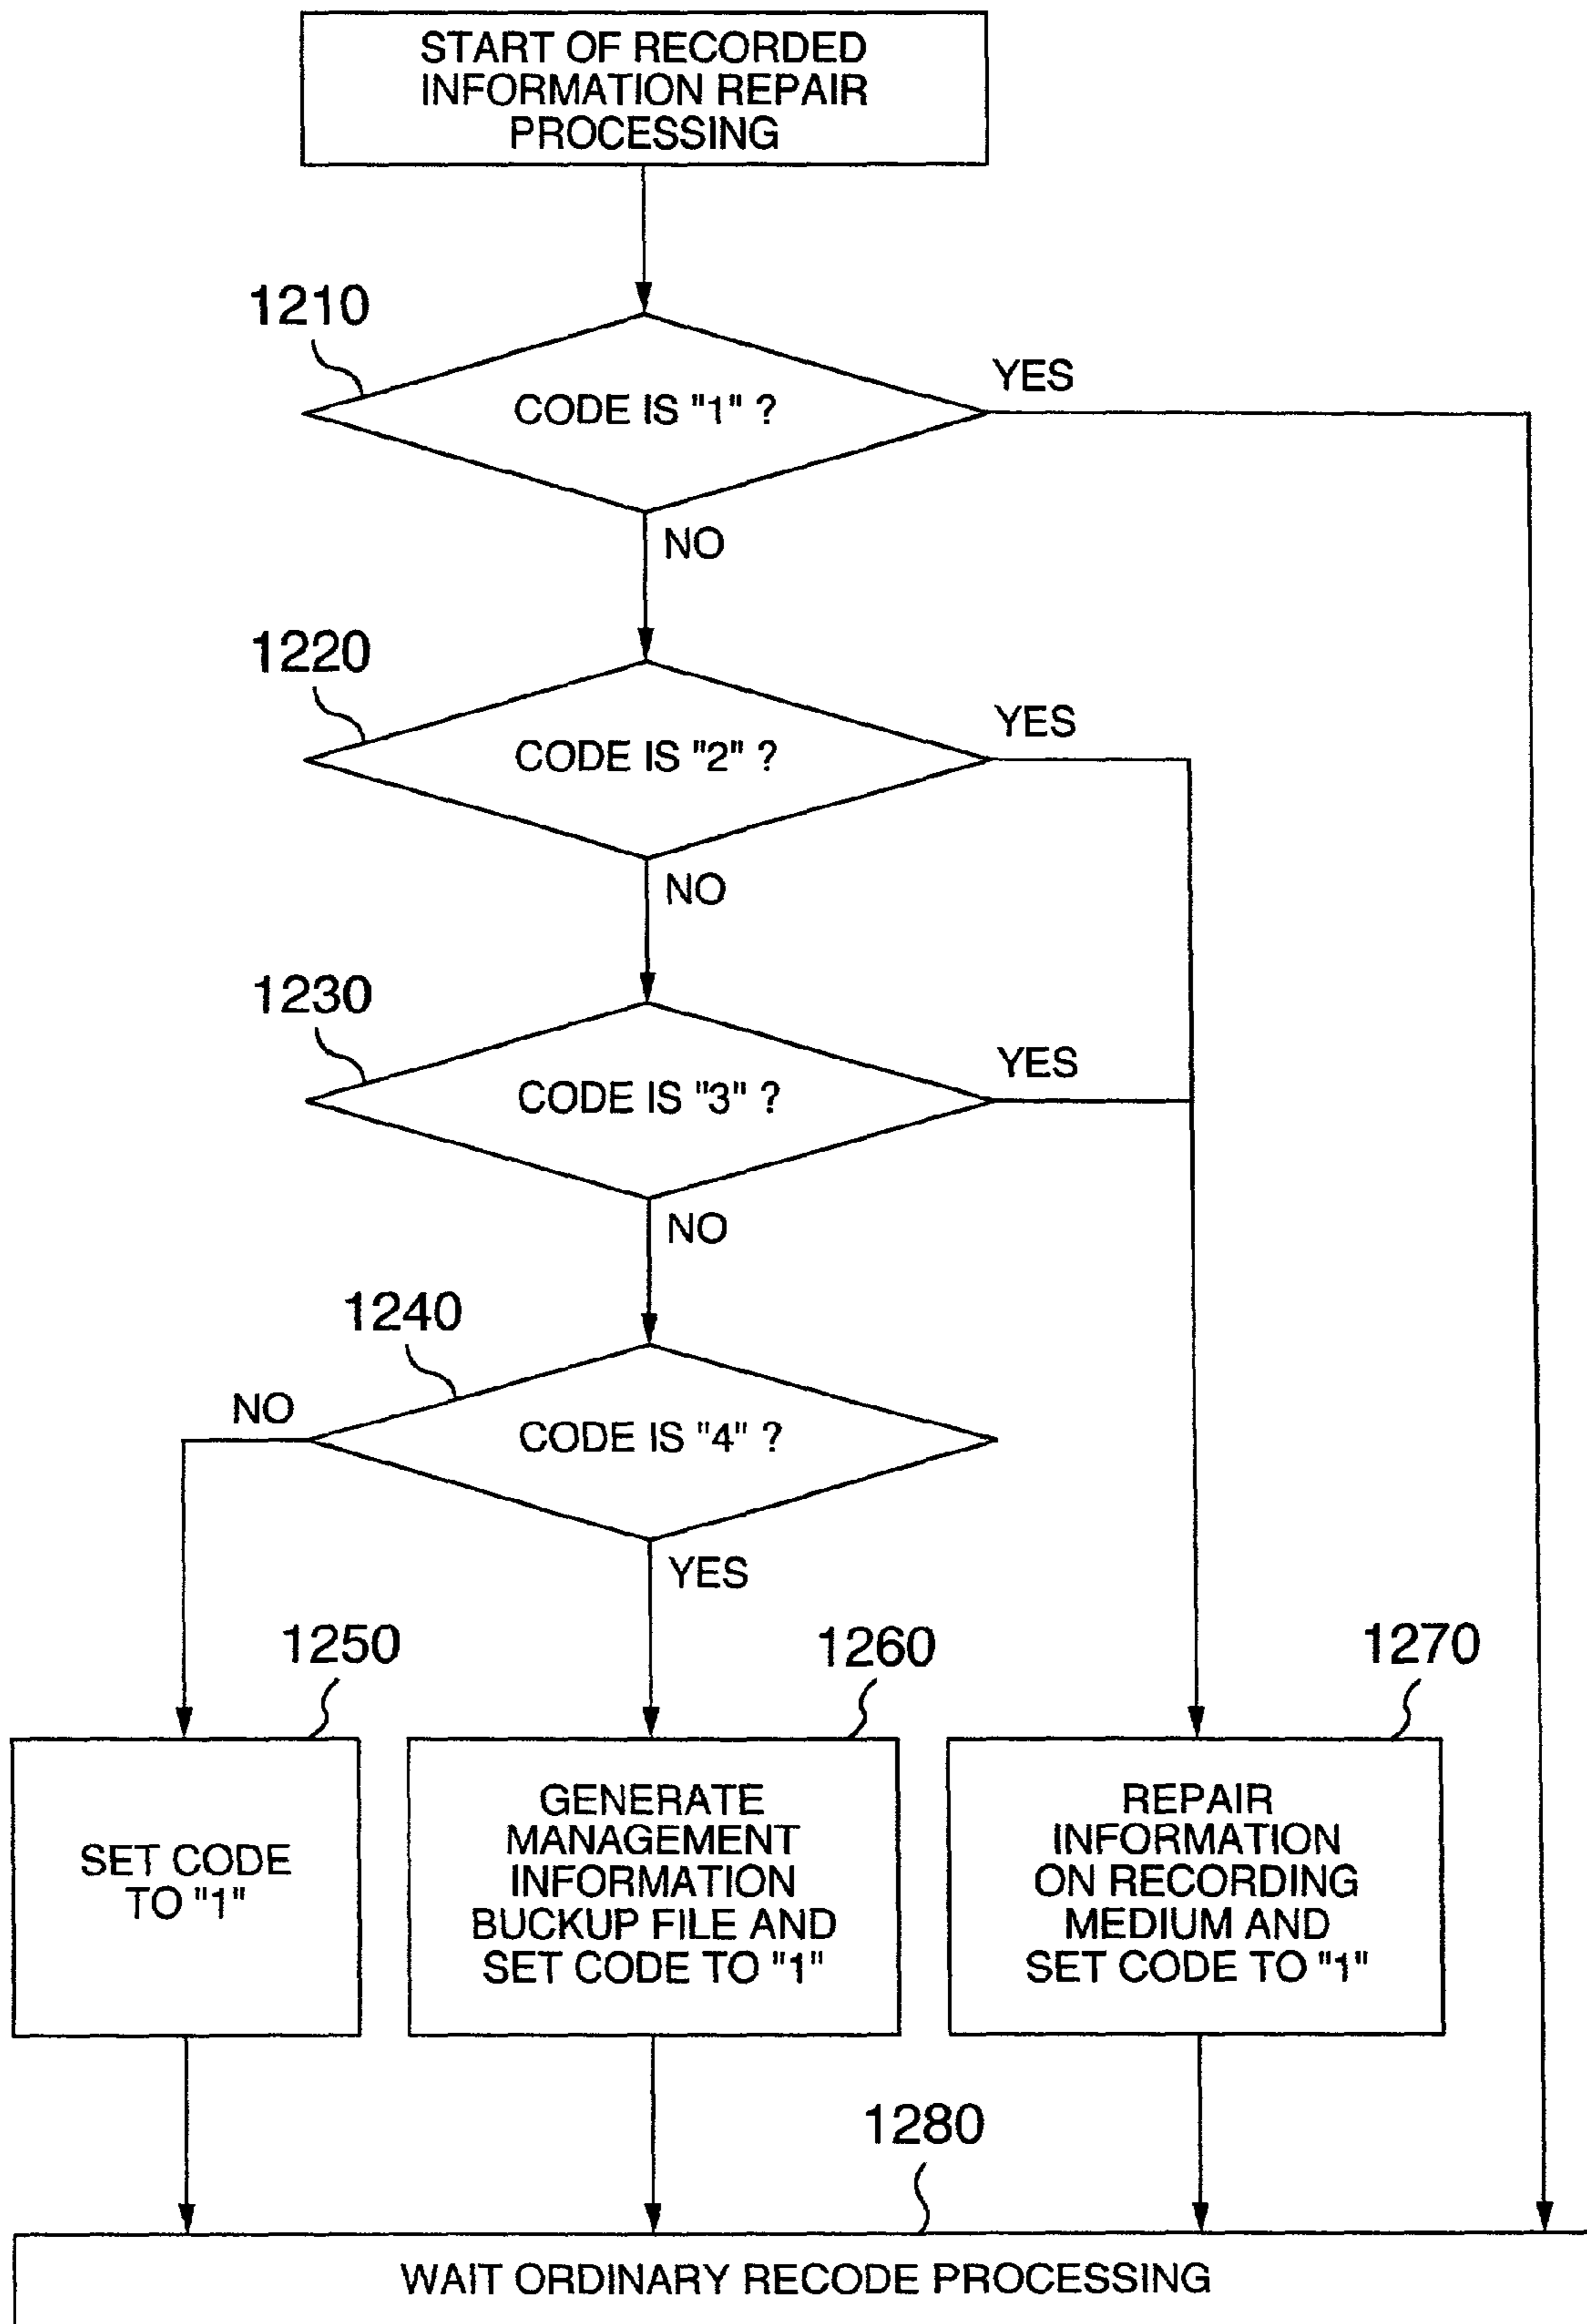 START OF RECORDED
INFORMATION REPAIR
PROCESSING
1210
CODE IS "1" ?
YES
NO
1220
CODE IS "2" ?
YES
NO
1230
CODE IS "3" ?
YES
NO
1240
NO
CODE IS "4" ?
YES
1250
SET CODE
TO "1"
1260
GENERATE
MANAGEMENT
INFORMATION
BUCKUP FILE AND
SET CODE TO "1"
1270
REPAIR
INFORMATION
ON RECORDING
MEDIUM AND
SET CODE TO "1"
1280
WAIT ORDINARY RECODE PROCESSING